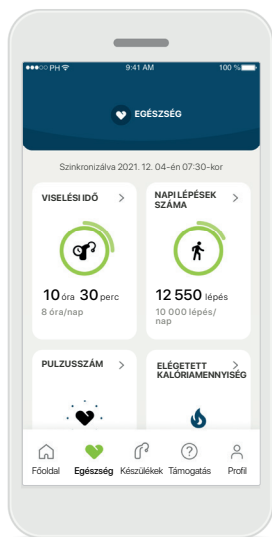 ●●●○○ PH 9:41 AM 100 %
EGÉSZSÉG
Szinkronizálva 2021. 12. 04-én 07:30-kor
VISELÉSI IDŐ >
10 óra 30 perc
8 óra/nap
NAPI LÉPÉSEK >
SZÁMA
12 550 lépés
10 000 lépés/
nap
PULZUSSZÁM >
ELÉGETETT >
KALÓRIAMENNYISÉG
Főoldal Egészség Készülékek Támogatás Profil